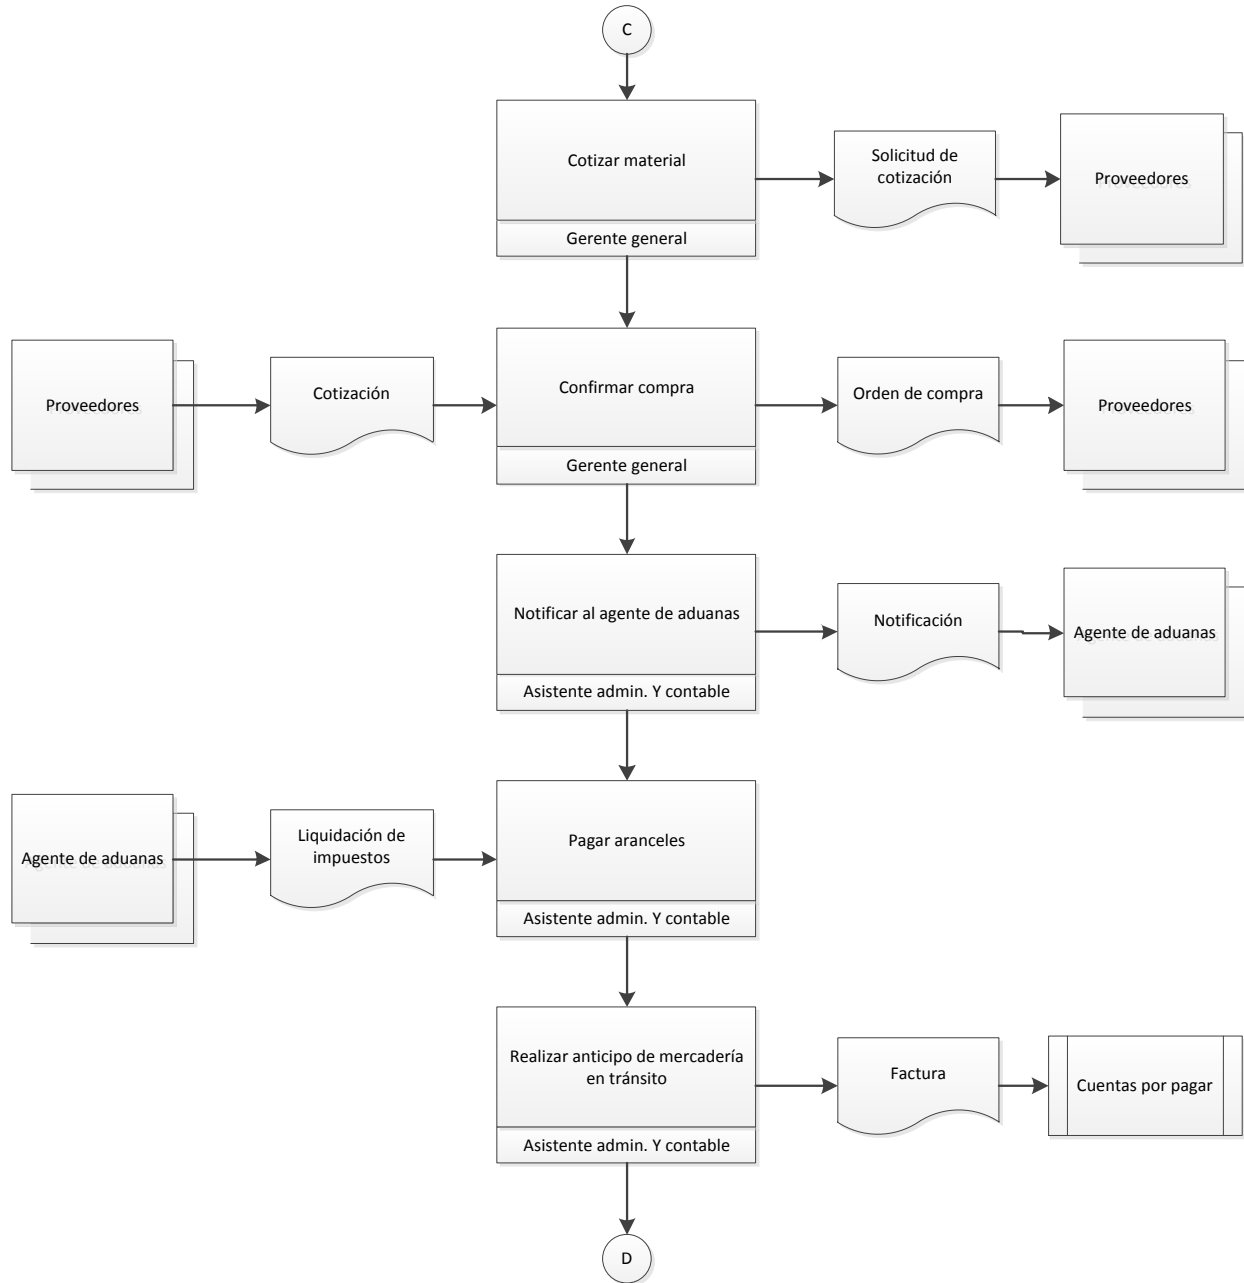 C
Cotizar material
Gerente general
Solicitud de
cotización
Proveedores
Proveedores
Cotización
Confirmar compra
Gerente general
Orden de compra
Proveedores
Notificar al agente de aduanas
Asistente admin. Y contable
Notificación
Agente de aduanas
Agente de aduanas
Liquidación de
impuestos
Pagar aranceles
Asistente admin. Y contable
Realizar anticipo de mercadería
en tránsito
Asistente admin. Y contable
Factura
Cuentas por pagar
D